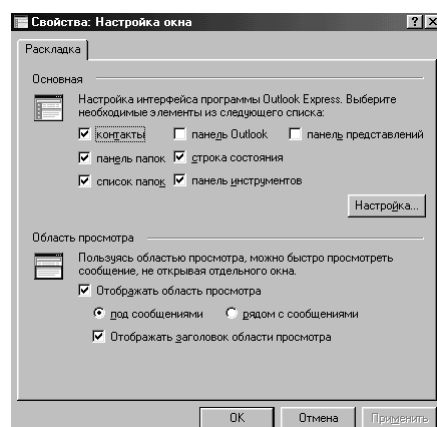 Свойства: Настройка окна
Раскладка
Основная
Настройка интерфейса программы Outlook Express. Выберите
необходимые элементы из следующего списка:
контакты панель Outlook панель представлений
панель папок строка состояния
список папок панель инструментов
Настройка...
Область просмотра
Пользуясь областью просмотра, можно быстро просмотреть
сообщение, не открывая отдельного окна.
Отображать область просмотра
под сообщениями рядом с сообщениями
Отображать заголовок области просмотра
OK Отмена Применить